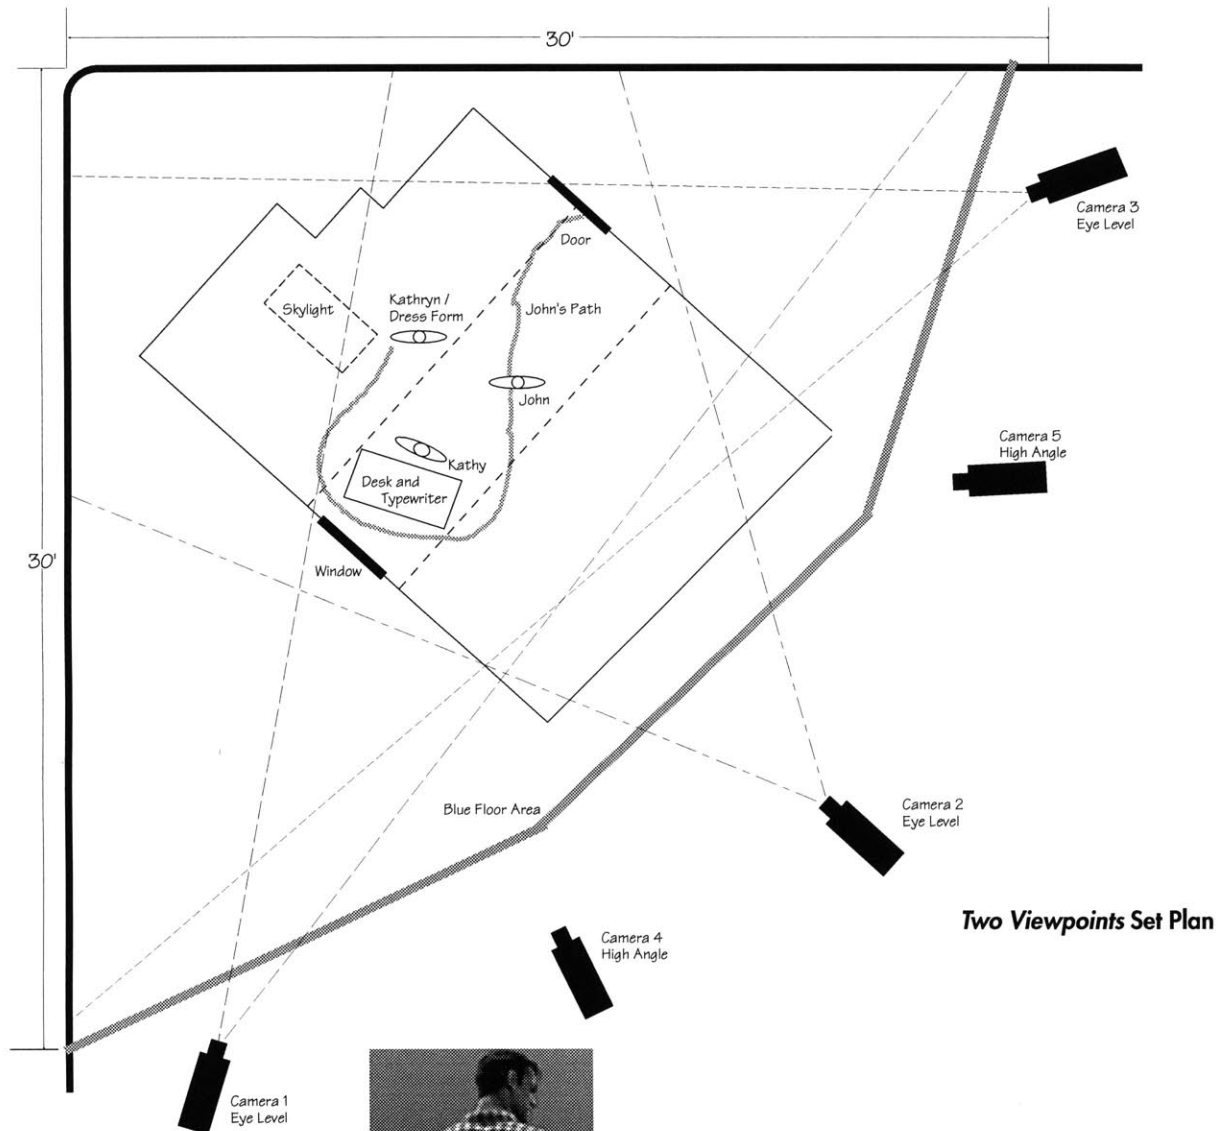 30'
Camera 3
Eye Level
Door
Skylight
Kathryn /
Dress Form
John's Path
John
Camera 5
High Angle
Kathy
Desk and
Typewriter
30'
Window
Blue Floor Area
Camera 2
Eye Level
Two Viewpoints Set Plan
Camera 4
High Angle
Camera 1
Eye Level